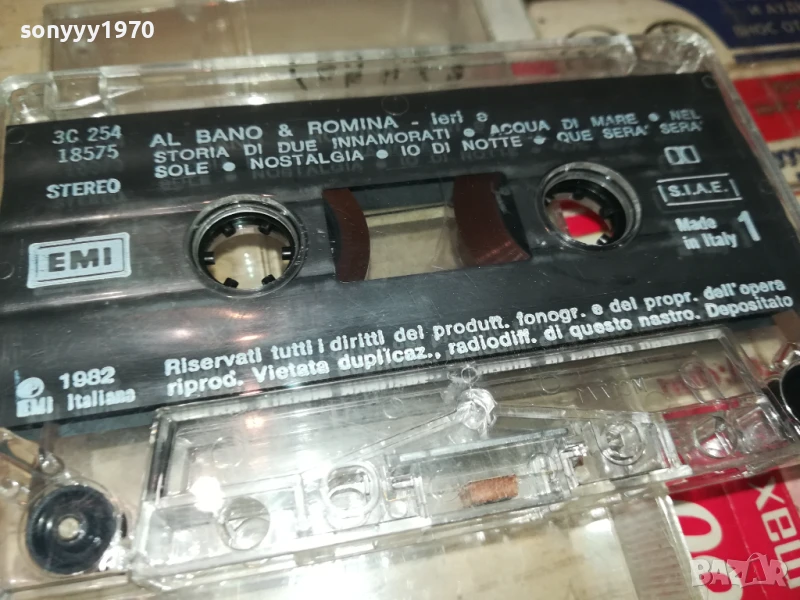 sonyyy1970
3C 254
18575
STEREO
AL BANO & ROMINA - Ieri e
STORIA DI DUE INNAMORATI • ACQUA DI MARE • NEL
SOLE • NOSTALGIA • IO DI NOTTE • QUE SERA' SERA'
S.I.A.E.
Made
in Italy
1
EMI
Riservati tutti i diritti del produtt. fonogr. e del propr. dell'opera
riprod. Vietata duplicaz., radiodiff. di questo nastro. Depositato
1982
EMI Italiana
BAZAR
bg